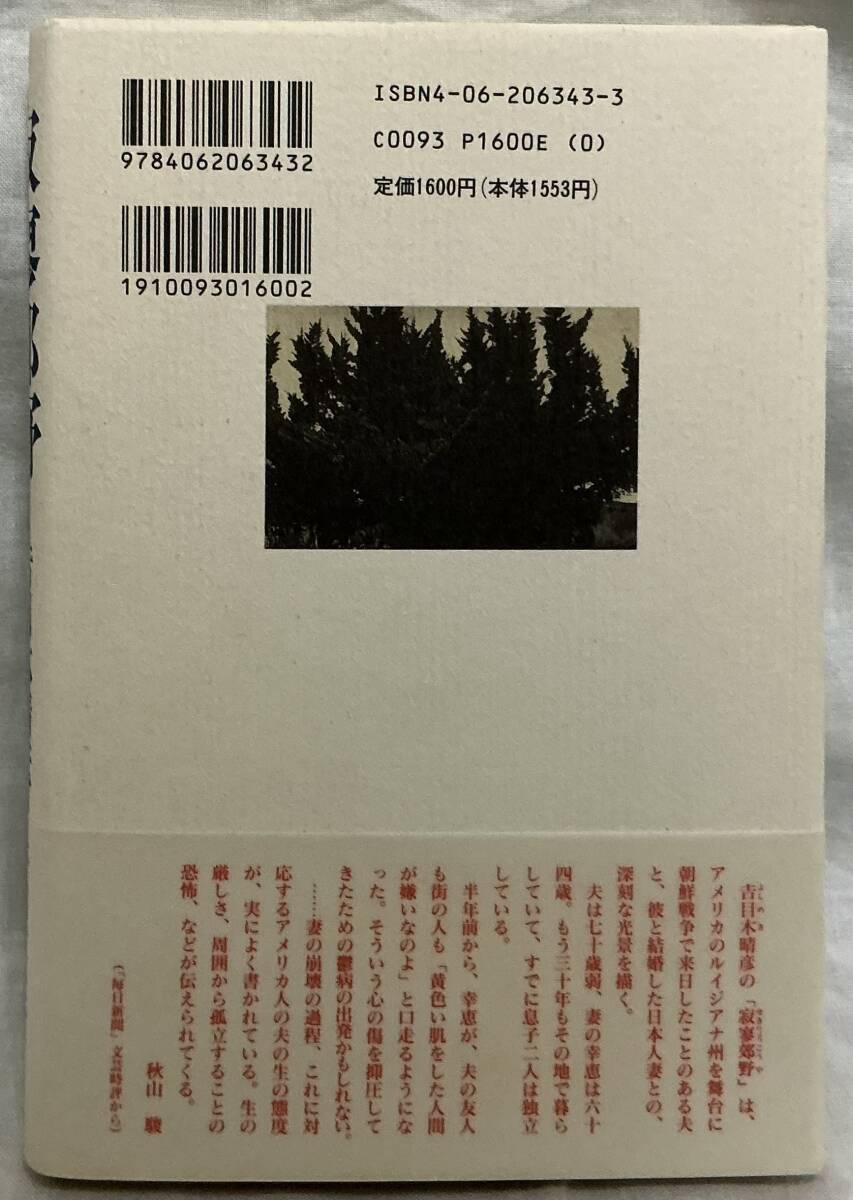 ISBN4-06-206343-3
C0093 P1600E (0)
定価1600円(本体1553円)
9784062063432
1910093016002
吉目木晴彦の「寂寥郊野」は、
アメリカのルイジアナ州を舞台に
朝鮮戦争で来日したことのある夫
と、彼と結婚した日本人妻との、
深刻な光景を描く。
夫は七十歳弱、妻の幸恵は六十
四歳。もう三十年もその地で暮ら
していて、すでに息子二人は独立
している。
半年前から、幸恵が、夫の友人
も街の人も「黄色い肌をした人間
が嫌いなのよ」と口走るようにな
った。そういう心の傷を抑圧して
きたための鬱病の出発かもしれない。
……妻の崩壊の過程、これに対
応するアメリカ人の夫の生の態度
が、実によく書かれている。生の
厳しさ、周囲から孤立することの
恐怖、などが伝えられてくる。
秋山 駿
(「毎日新聞」文芸時評から)